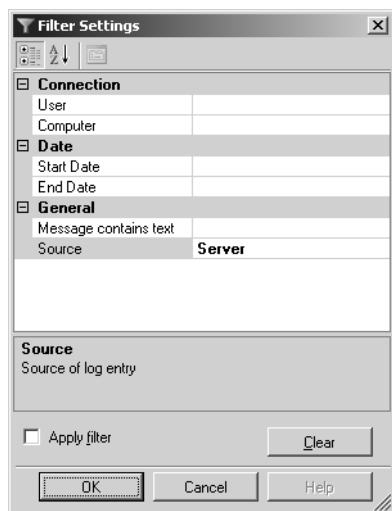 Filter Settings
Connection
User
Computer
Date
Start Date
End Date
General
Message contains text
Source Server
Source
Source of log entry
Apply filter
Clear
OK Cancel Help